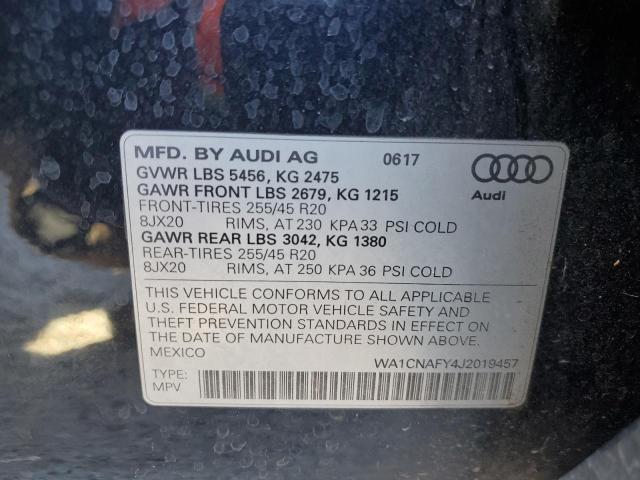 MFD. BY AUDI AG 0617
GVWR LBS 5456, KG 2475
GAWR FRONT LBS 2679, KG 1215
FRONT-TIRES 255/45 R20
8JX20 RIMS, AT 230 KPA 33 PSI COLD
GAWR REAR LBS 3042, KG 1380
REAR-TIRES 255/45 R20
8JX20 RIMS, AT 250 KPA 36 PSI COLD
Audi
THIS VEHICLE CONFORMS TO ALL APPLICABLE
U.S. FEDERAL MOTOR VEHICLE SAFETY AND
THEFT PREVENTION STANDARDS IN EFFECT ON
THE DATE OF MANUFACTURE SHOWN ABOVE.
MEXICO
WA1CNAFY4J2019457
TYPE:
MPV